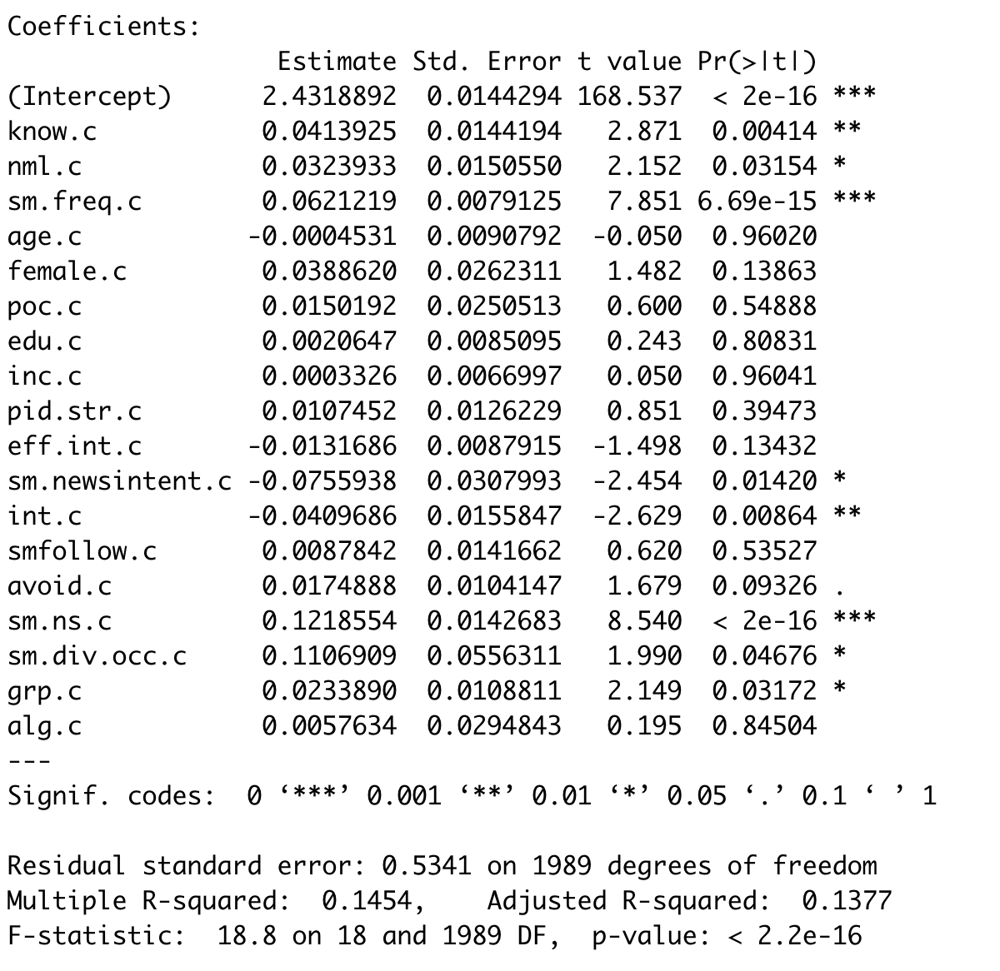 Coefficients:
                  Estimate Std. Error t value Pr(>|t|)
(Intercept)      2.4318892  0.0144294 168.537  < 2e-16 ***
know.c           0.0413925  0.0144194   2.871  0.00414 **
nml.c            0.0323933  0.0150550   2.152  0.03154 *
sm.freq.c        0.0621219  0.0079125   7.851 6.69e-15 ***
age.c           -0.0004531  0.0090792  -0.050  0.96020
female.c         0.0388620  0.0262311   1.482  0.13863
poc.c            0.0150192  0.0250513   0.600  0.54888
edu.c            0.0020647  0.0085095   0.243  0.80831
inc.c            0.0003326  0.0066997   0.050  0.96041
pid.str.c        0.0107452  0.0126229   0.851  0.39473
eff.int.c       -0.0131686  0.0087915  -1.498  0.13432
sm.newsintent.c -0.0755938  0.0307993  -2.454  0.01420 *
int.c           -0.0409686  0.0155847  -2.629  0.00864 **
smfollow.c       0.0087842  0.0141662   0.620  0.53527
avoid.c          0.0174888  0.0104147   1.679  0.09326 .
sm.ns.c          0.1218554  0.0142683   8.540  < 2e-16 ***
sm.div.occ.c     0.1106909  0.0556311   1.990  0.04676 *
grp.c            0.0233890  0.0108811   2.149  0.03172 *
alg.c            0.0057634  0.0294843   0.195  0.84504
---
Signif. codes:  0 ‘***’ 0.001 ‘**’ 0.01 ‘*’ 0.05 ‘.’ 0.1 ‘ ’ 1

Residual standard error: 0.5341 on 1989 degrees of freedom
Multiple R-squared:  0.1454,    Adjusted R-squared:  0.1377
F-statistic:  18.8 on 18 and 1989 DF,  p-value: < 2.2e-16